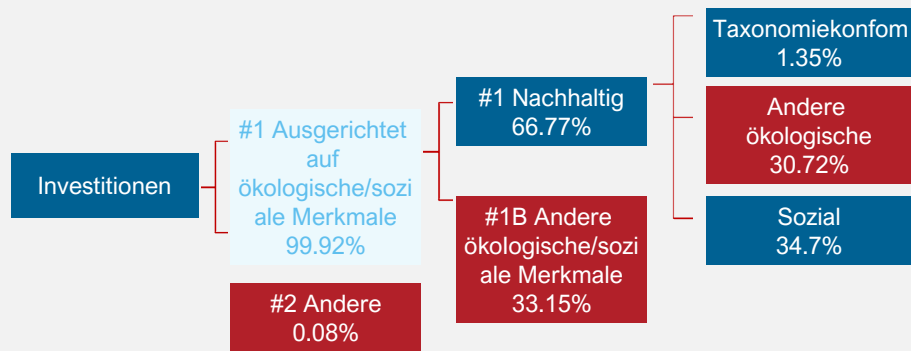 Investitionen
#1 Ausgerichtet
auf
ökologische/sozi
ale Merkmale
99.92%
#2 Andere
0.08%
#1 Nachhaltig
66.77%
#1B Andere
ökologische/sozi
ale Merkmale
33.15%
Taxonomiekonfom
1.35%
Andere
ökologische
30.72%
Sozial
34.7%